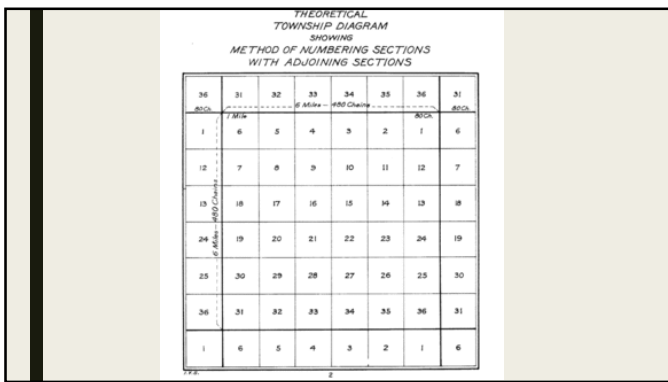 THEORETICAL
TOWNSHIP DIAGRAM
SHOWING
METHOD OF NUMBERING SECTIONS
WITH ADJOINING SECTIONS
36 31 32 33 34 35 36 31
80Ch. 6 Miles - 480 Chains 80Ch.
1 Mile 80Ch.
1 6 5 4 3 2 1 6
12 7 8 9 10 11 12 7
13 18 17 16 15 14 13 18
6 Miles - 480 Chains
24 19 20 21 22 23 24 19
25 30 29 28 27 26 25 30
36 31 32 33 34 35 36 31
1 6 5 4 3 2 1 6
2